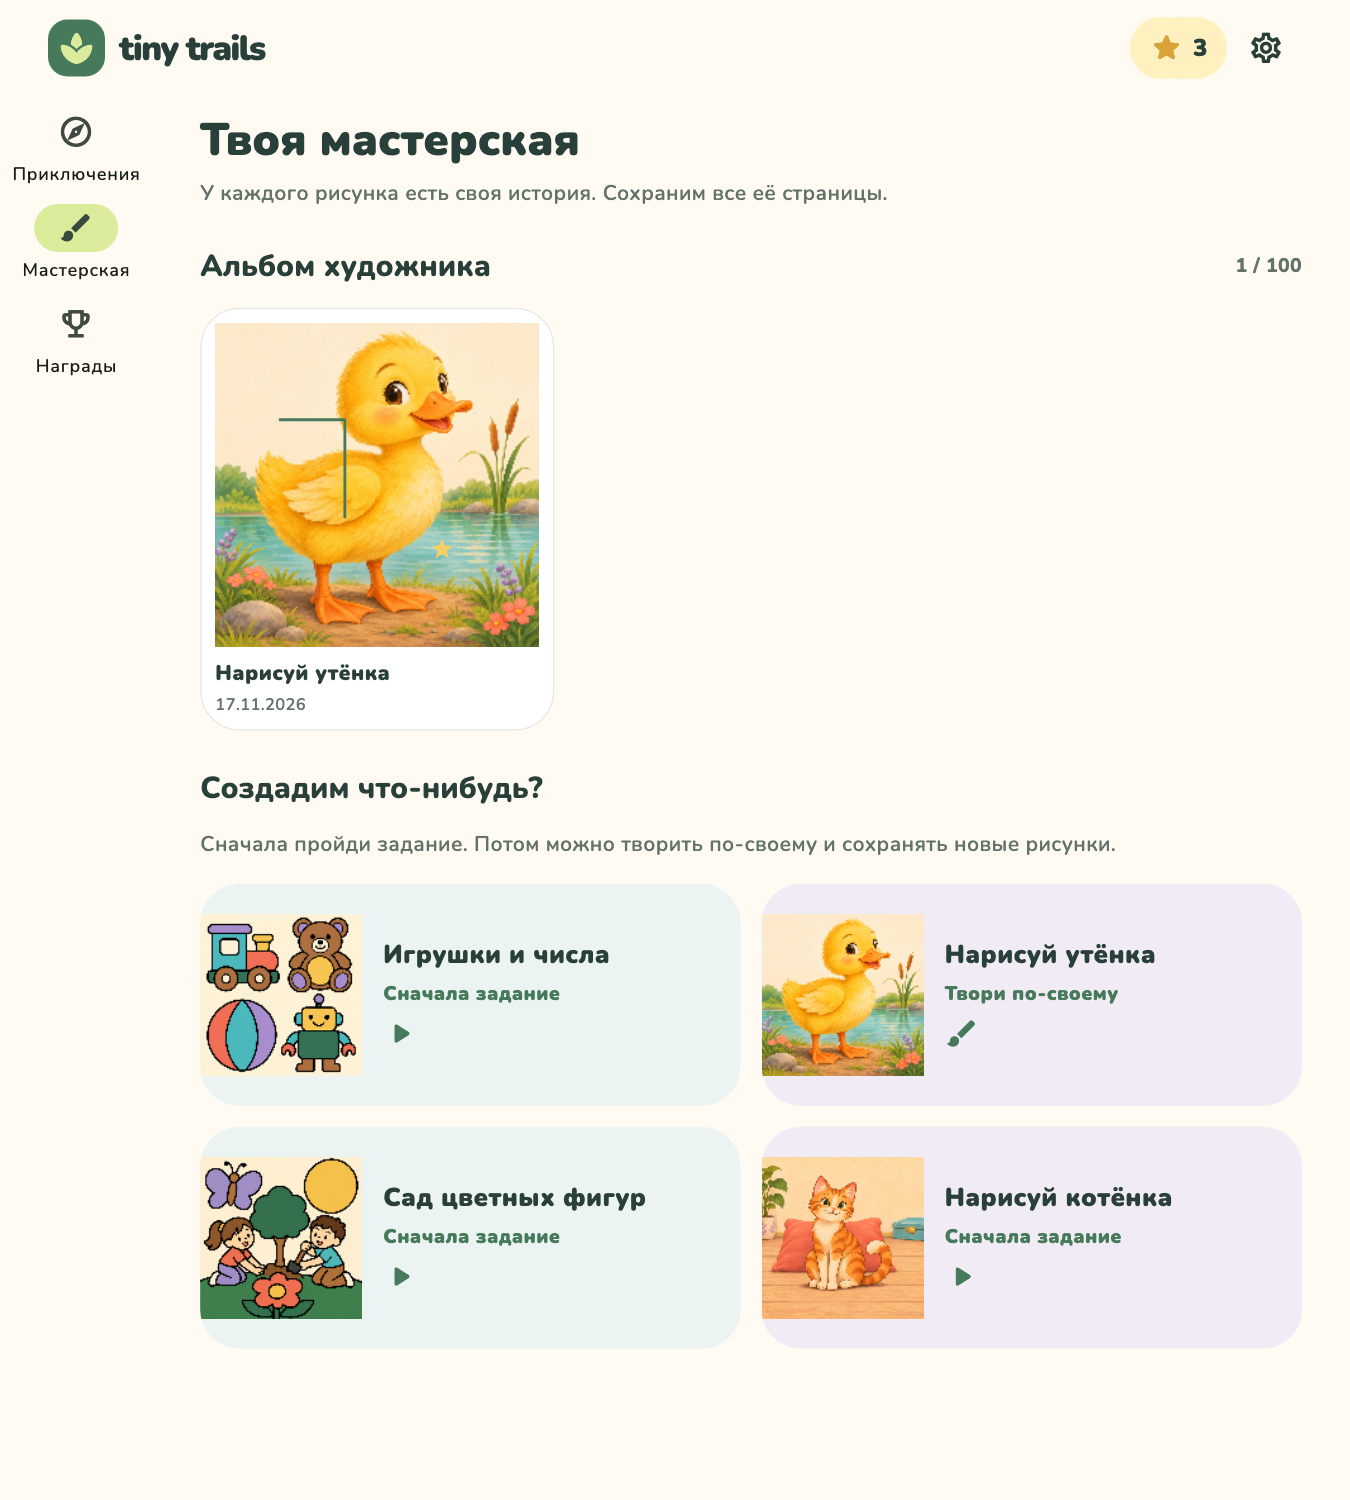 tiny trails
3
Приключения
Мастерская
Награды
Твоя мастерская
У каждого рисунка есть своя история. Сохраним все её страницы.
Альбом художника
1 / 100
Нарисуй утёнка
17.11.2026
Создадим что-нибудь?
Сначала пройди задание. Потом можно творить по-своему и сохранять новые рисунки.
Игрушки и числа
Сначала задание
Нарисуй утёнка
Твори по-своему
Сад цветных фигур
Сначала задание
Нарисуй котёнка
Сначала задание